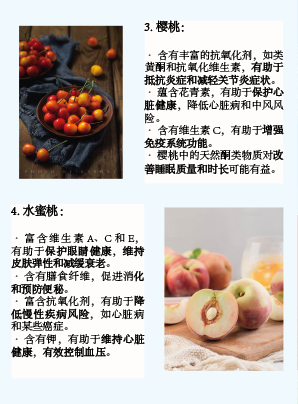 3. 樱桃：
· 含有丰富的抗氧化剂，如类
黄酮和抗氧化维生素，有助于
抵抗炎症和减轻关节炎症状。
· 蕴含花青素，有助于保护心
脏健康，降低心脏病和中风风
险。
· 含有维生素 C，有助于增强
免疫系统功能。
· 樱桃中的天然酮类物质对改
善睡眠质量和时长可能有益。
4. 水蜜桃：
· 富含维生素 A、C 和 E，
有助于保护眼睛健康，维持
皮肤弹性和减缓衰老。
· 含有膳食纤维，促进消化
和预防便秘。
· 富含抗氧化剂，有助于降
低慢性疾病风险，如心脏病
和某些癌症。
· 含有钾，有助于维持心脏
健康，有效控制血压。